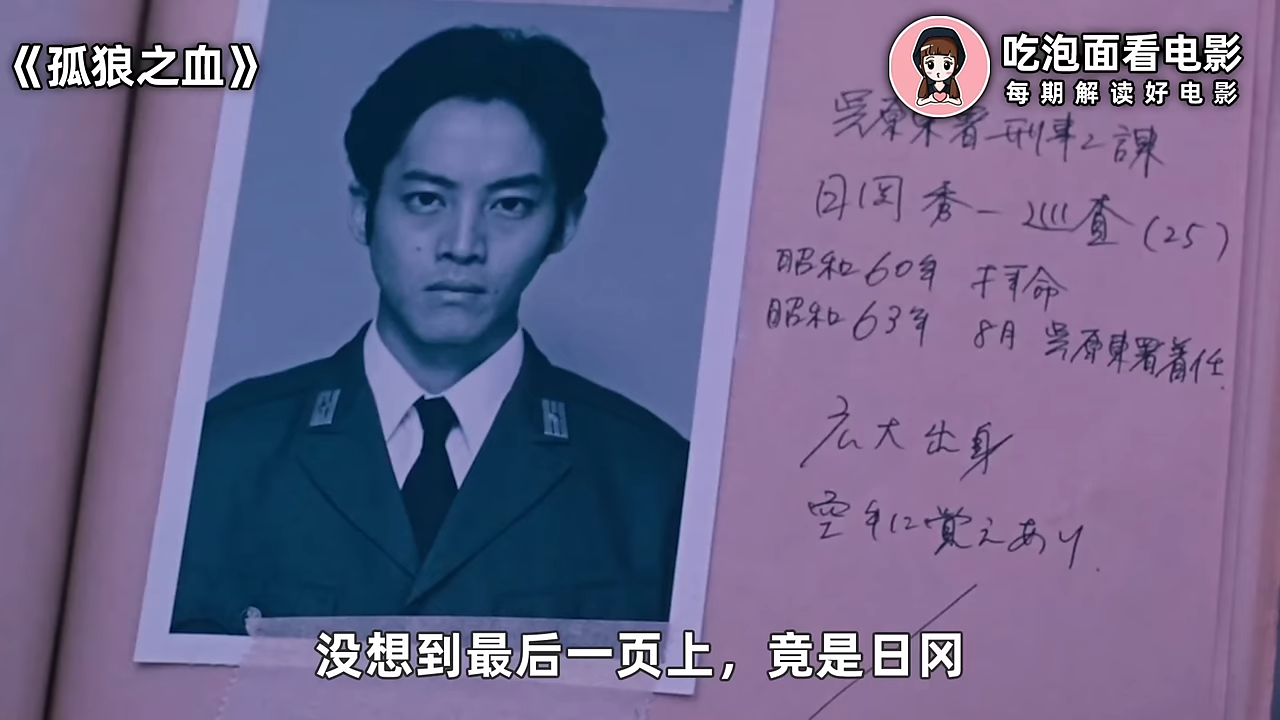 《孤狼之血》
吃泡面看电影
每期解读好电影
呉原東署刑事二課
日岡秀一巡査(25)
昭和60年 拝命
昭和63年 8月 呉原東署着任
広大出身
空手に覚えあり.
没想到最后一页上，竟是日冈